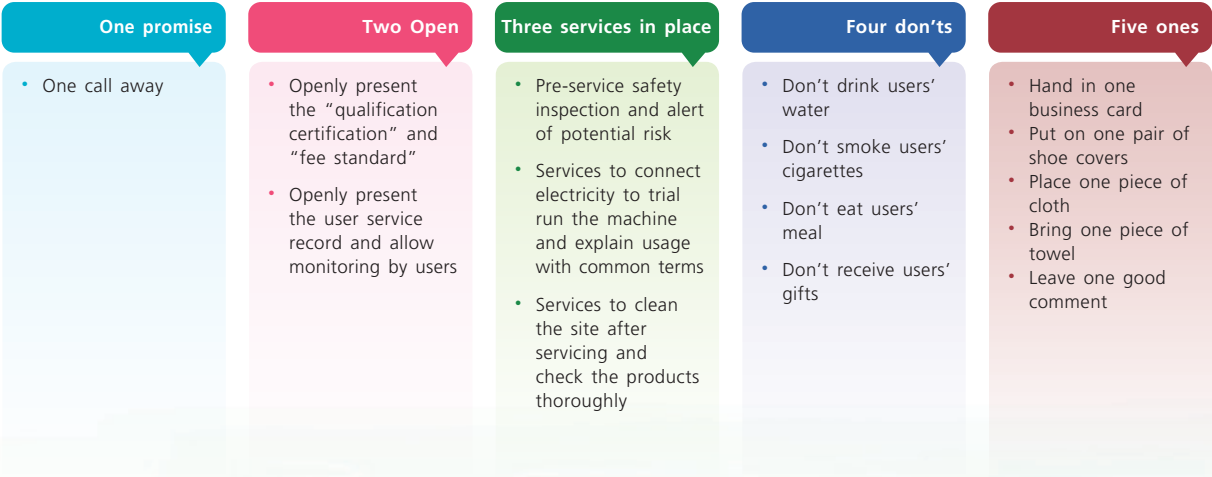 One promise
• One call away
Two Open
• Openly present
the “qualification
certification” and
“fee standard”
• Openly present
the user service
record and allow
monitoring by users
Three services in place
• Pre-service safety
inspection and alert
of potential risk
• Services to connect
electricity to trial
run the machine
and explain usage
with common terms
• Services to clean
the site after
servicing and
check the products
thoroughly
Four don’ts
• Don’t drink users’
water
• Don’t smoke users’
cigarettes
• Don’t eat users’
meal
• Don’t receive users’
gifts
Five ones
• Hand in one
business card
• Put on one pair of
shoe covers
• Place one piece of
cloth
• Bring one piece of
towel
• Leave one good
comment